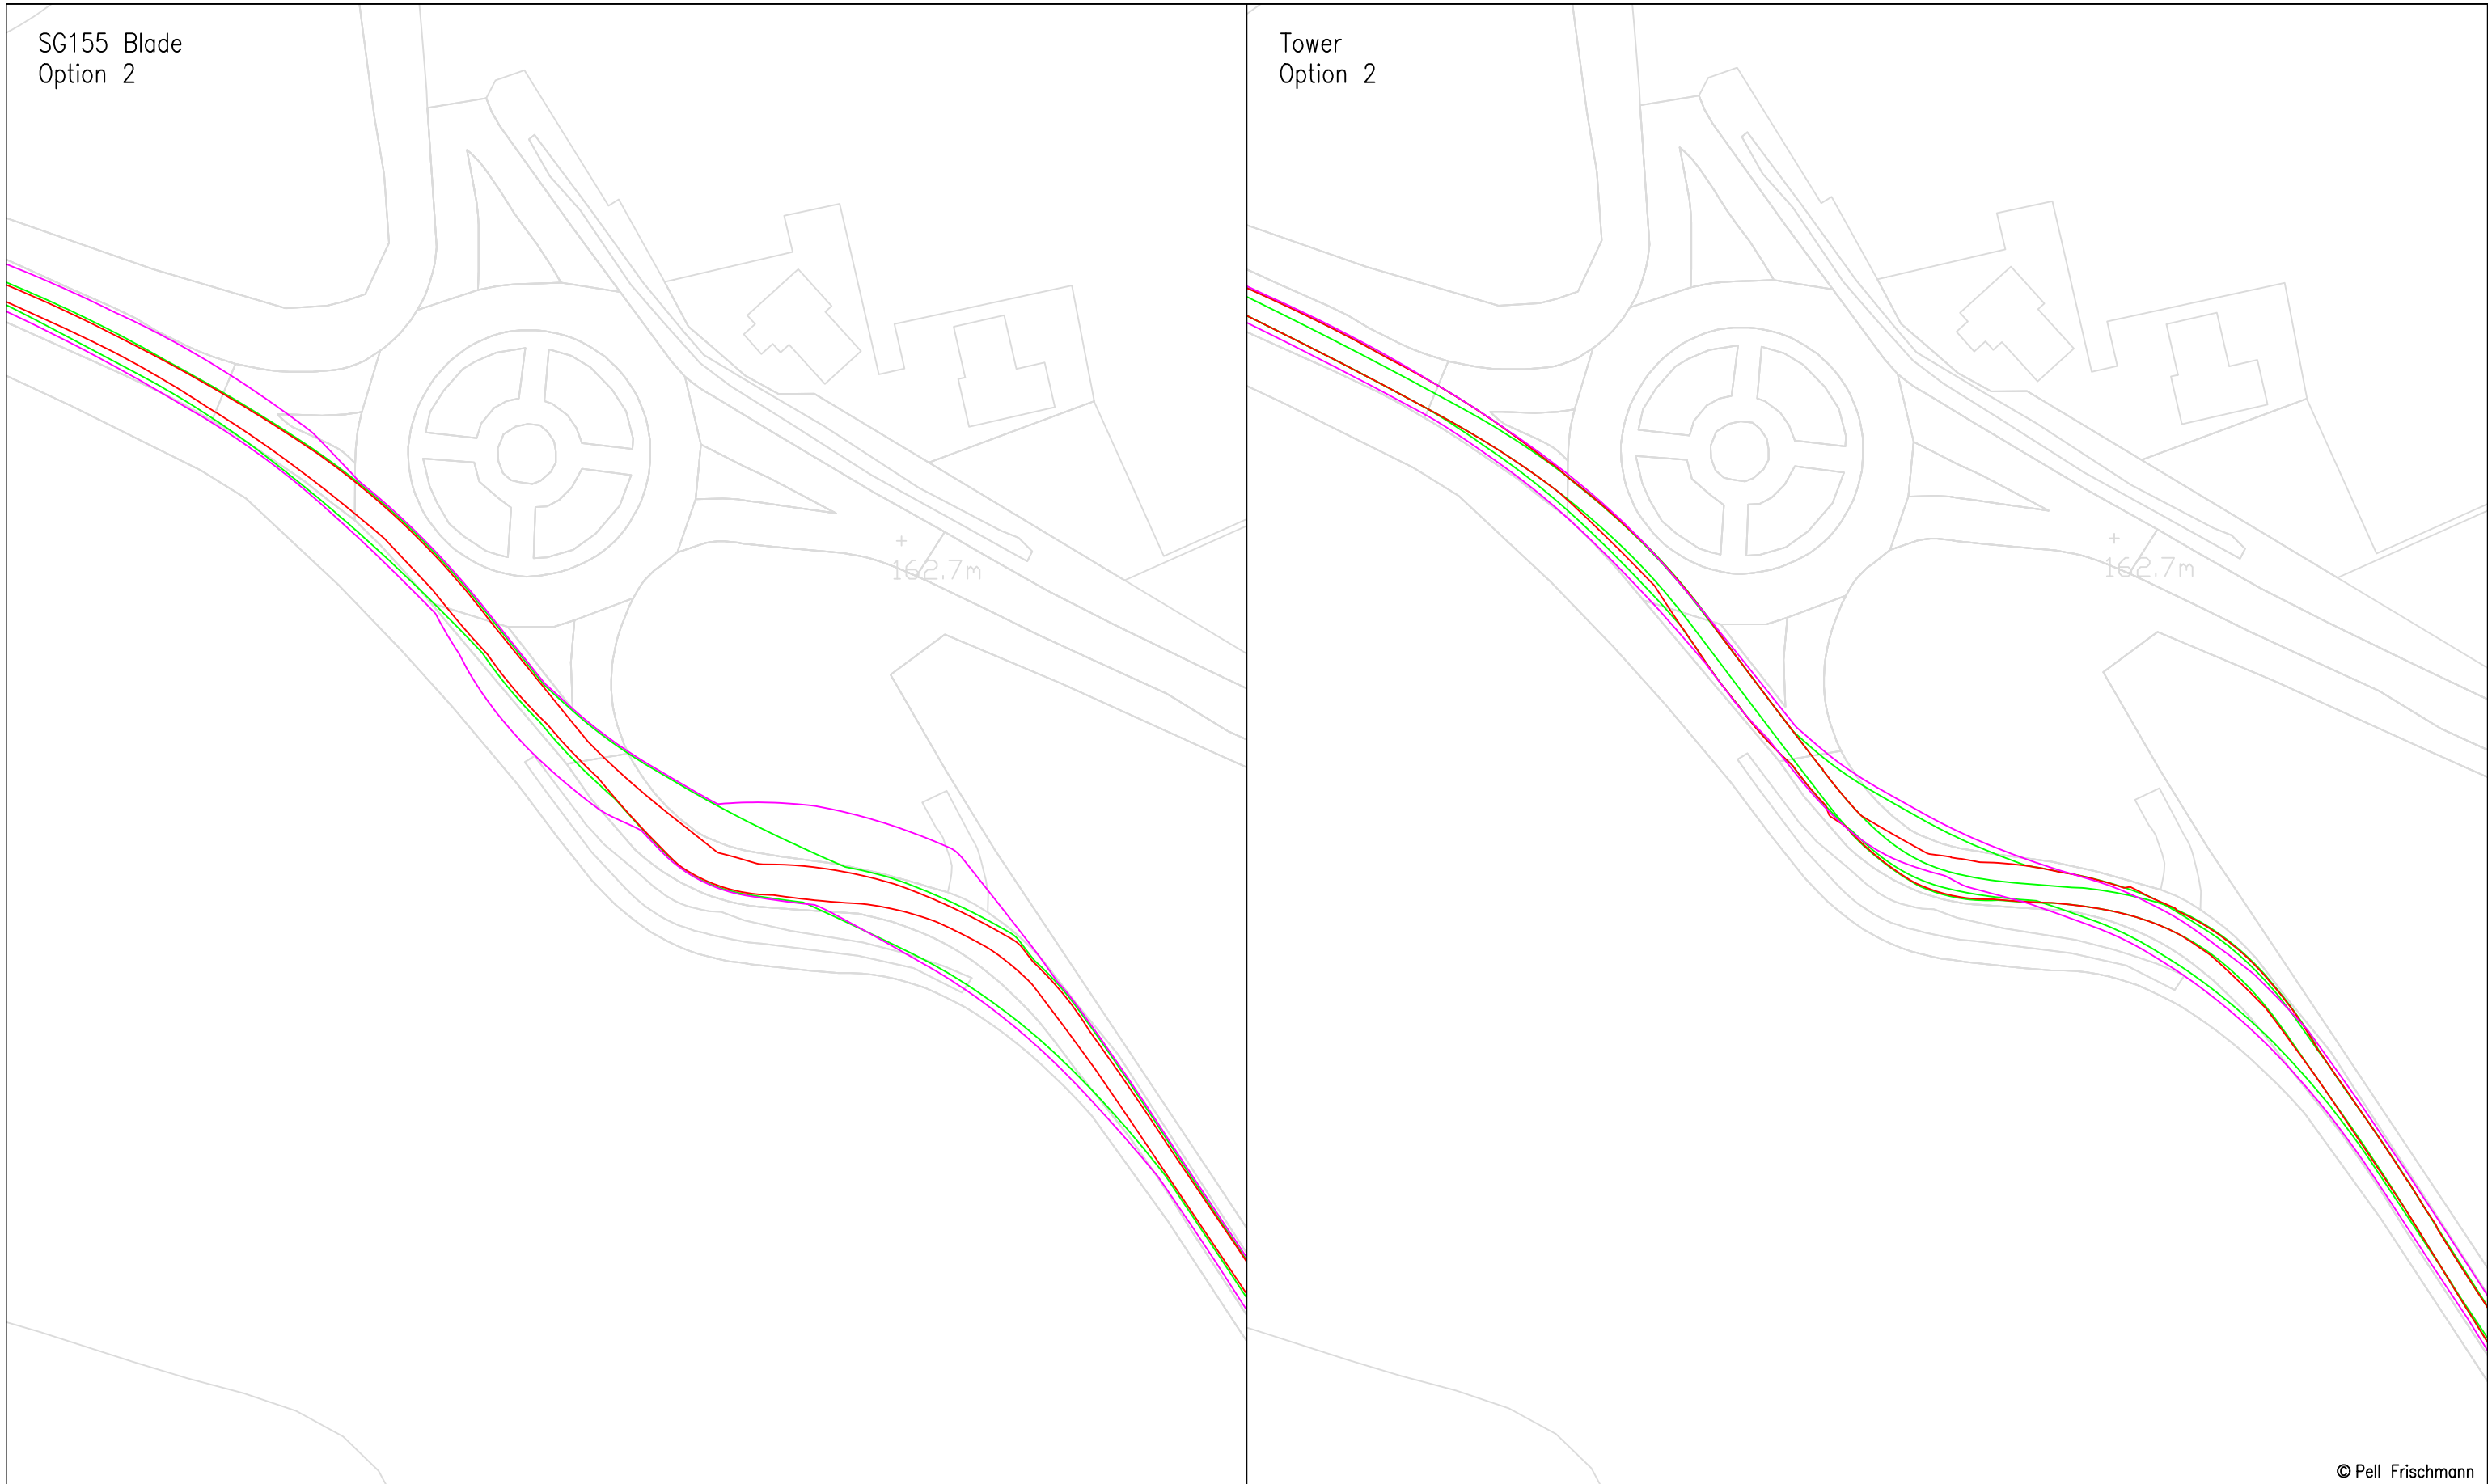 SG155 Blade
Option 2
Tower
Option 2
162.7m
162.7m
© Pell Frischmann